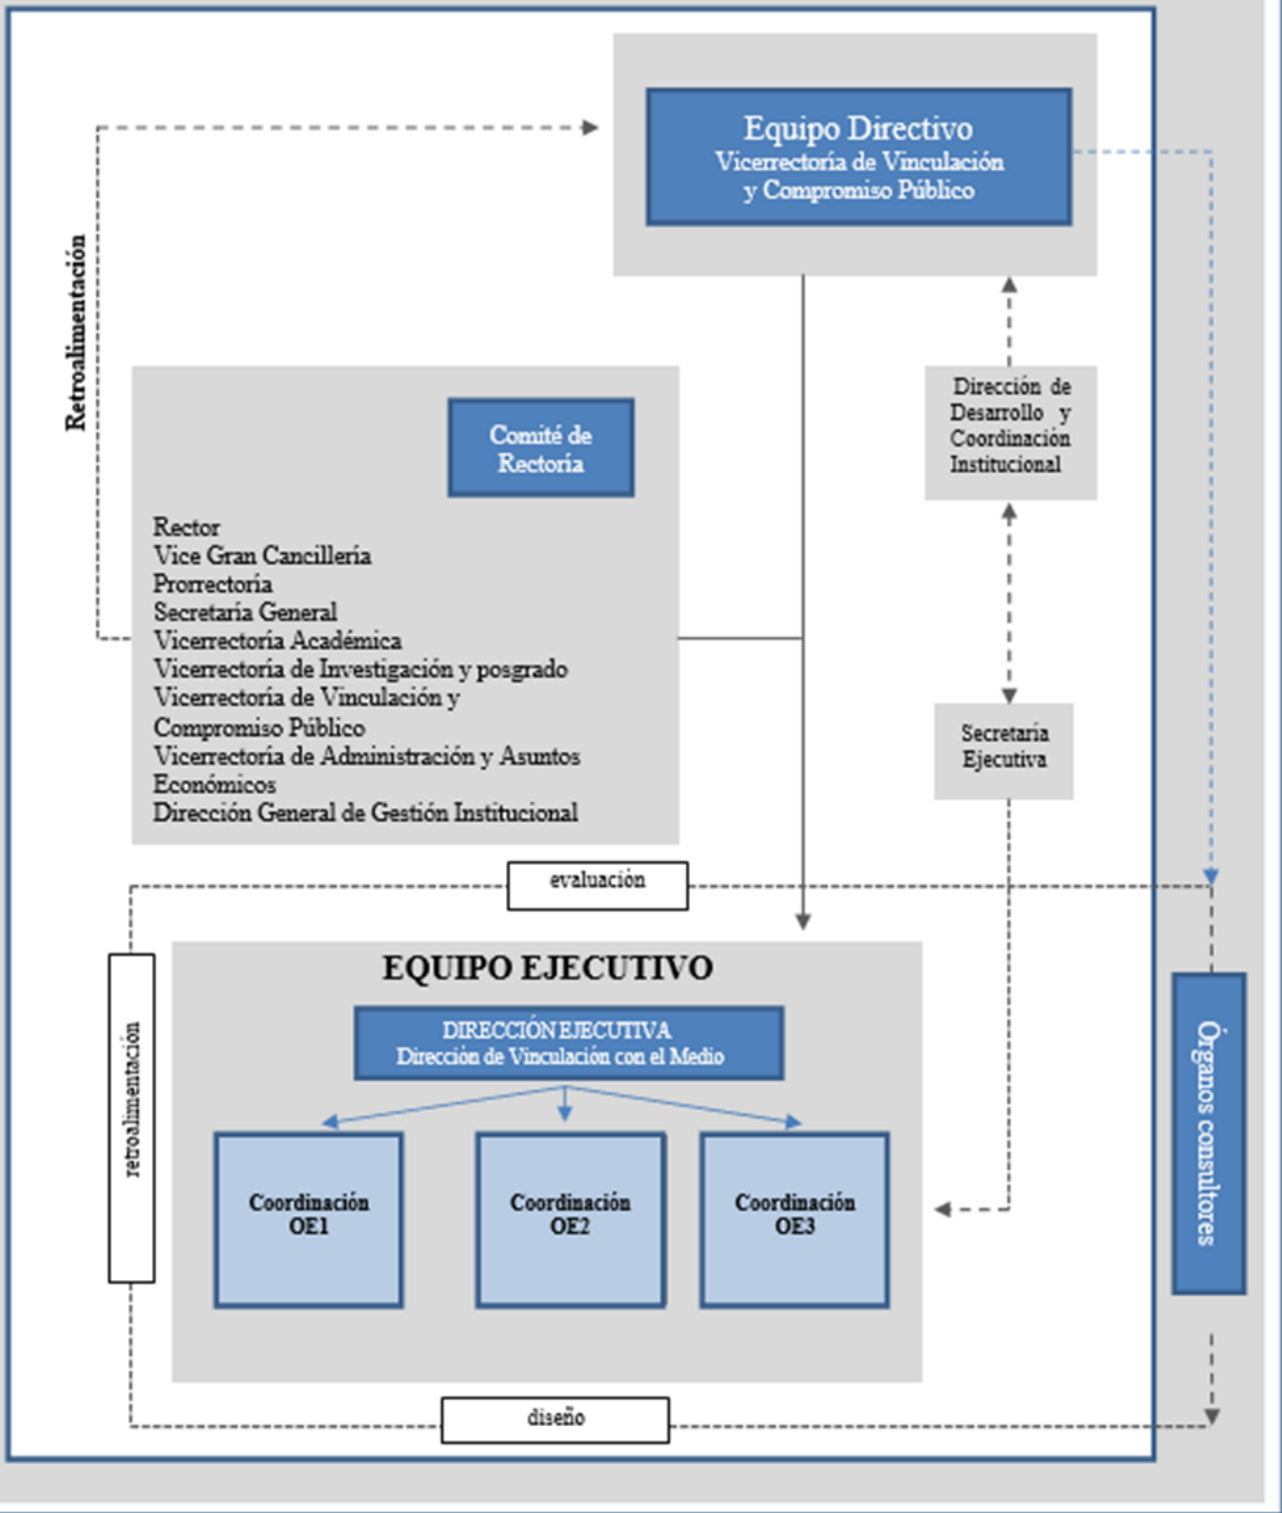 Equipo Directivo
Vicerrectoría de Vinculación
y Compromiso Público
Retroalimentación
Comité de
Rectoría
Rector
Vice Gran Cancillería
Prorrectoría
Secretaría General
Vicerrectoría Académica
Vicerrectoría de Investigación y posgrado
Vicerrectoría de Vinculación y
Compromiso Público
Vicerrectoría de Administración y Asuntos
Económicos
Dirección General de Gestión Institucional
Dirección de
Desarrollo y
Coordinación
Institucional
Secretaría
Ejecutiva
evaluación
EQUIPO EJECUTIVO
DIRECCIÓN EJECUTIVA
Dirección de Vinculación con el Medio
retroalimentación
Coordinación
OE1
Coordinación
OE2
Coordinación
OE3
Órganos consultores
diseño